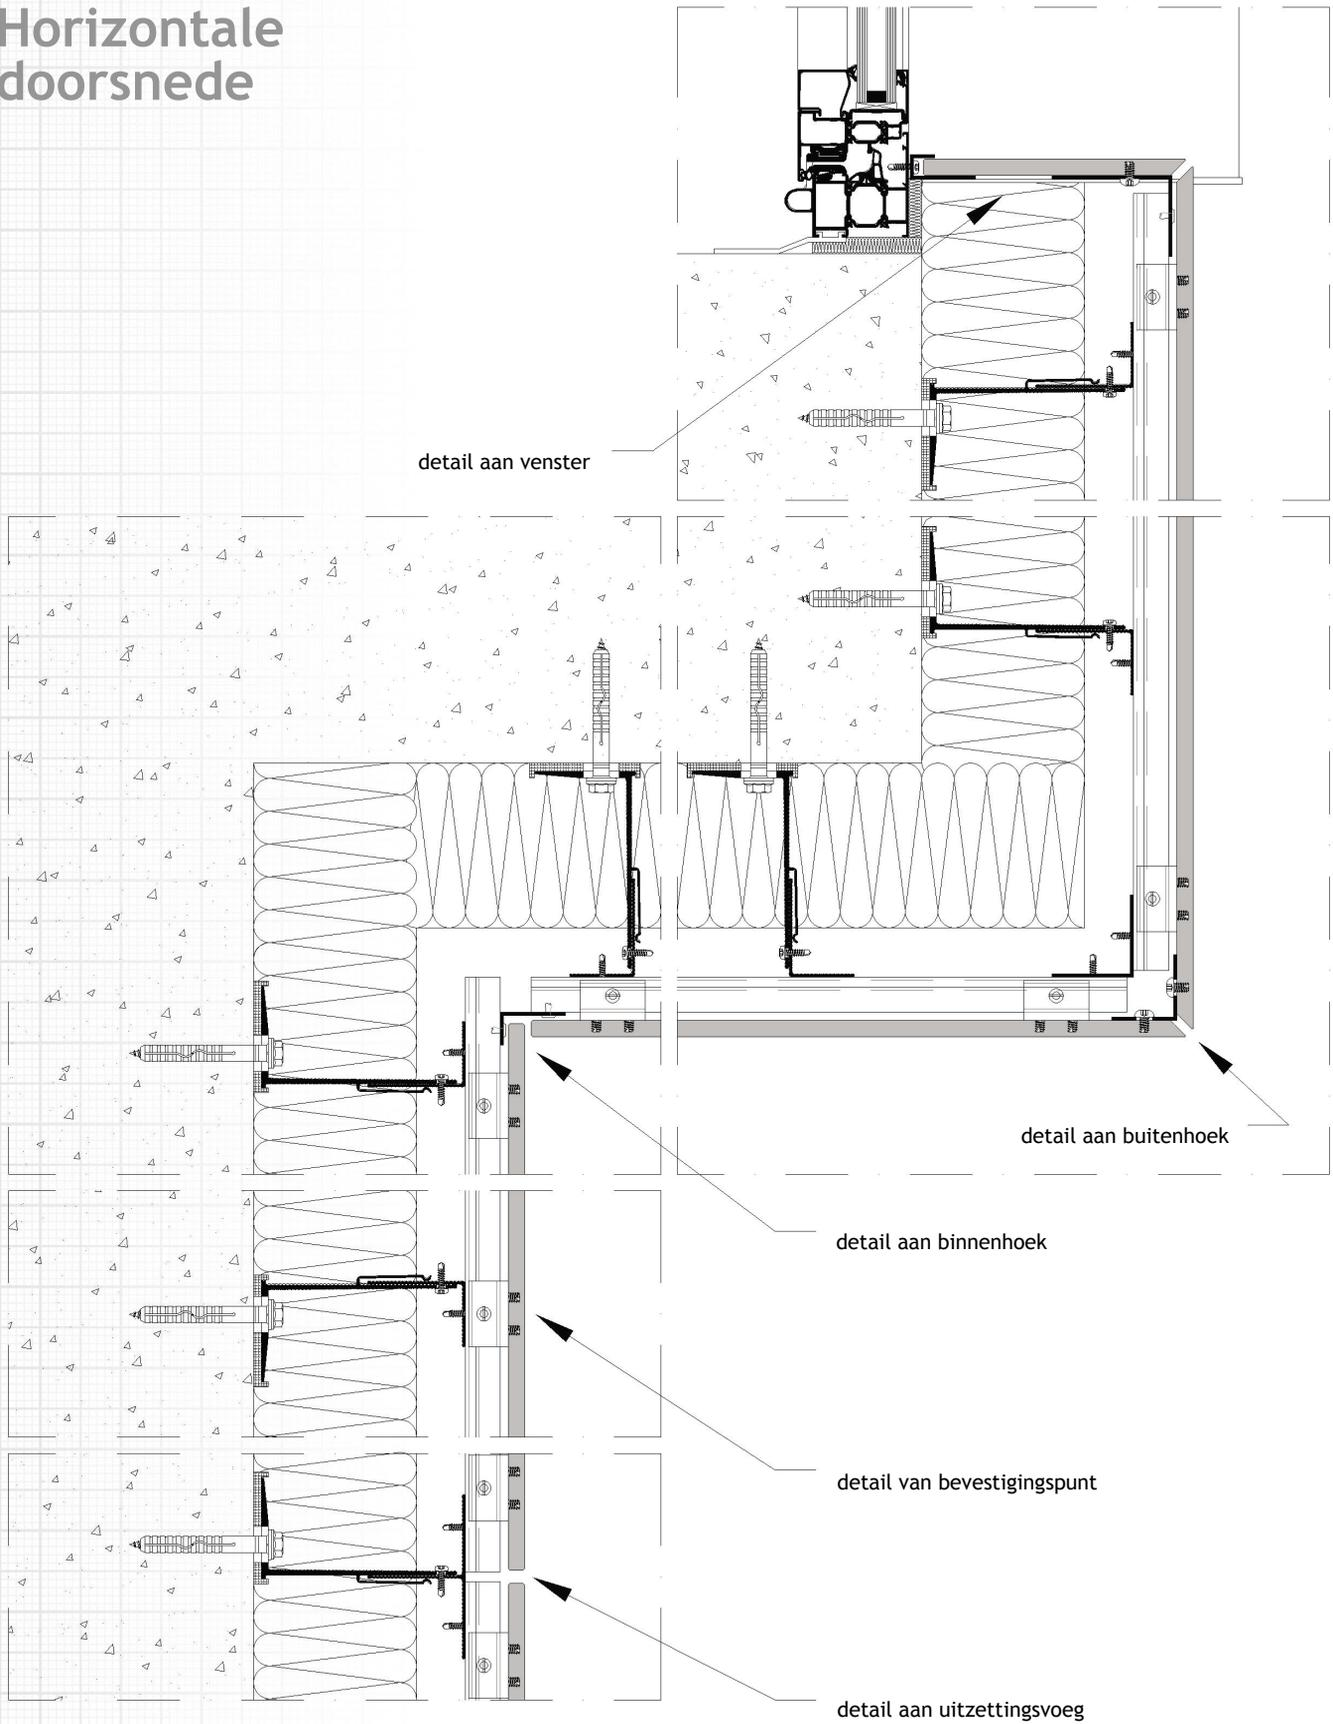 Horizontale
doorsnede
detail aan venster
detail aan buitenhoek
detail aan binnenhoek
detail van bevestigingspunt
detail aan uitzettingsvoeg